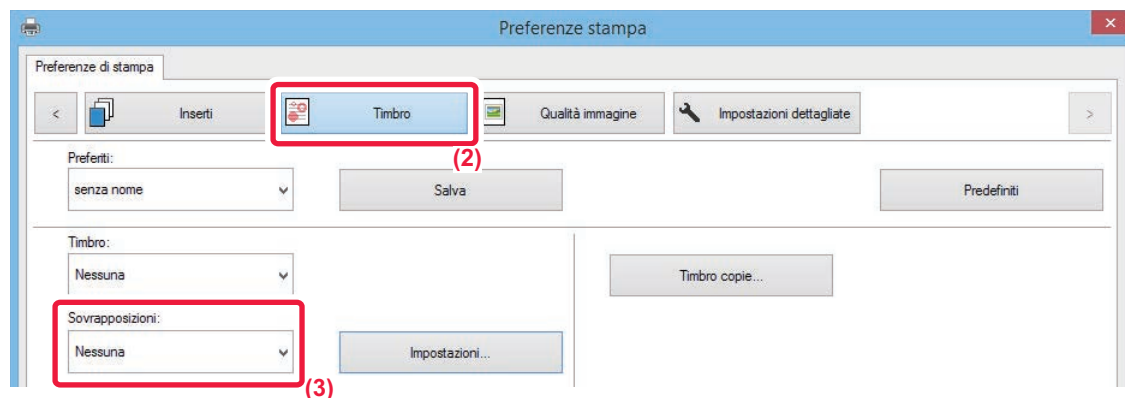 Preferenze stampa
Preferenze di stampa
< Inserti Timbro Qualità immagine Impostazioni dettagliate >
(2)
Preferiti:
senza nome Salva Predefiniti
Timbro:
Nessuna Timbro copie...
Sovrapposizioni:
Nessuna Impostazioni...
(3)